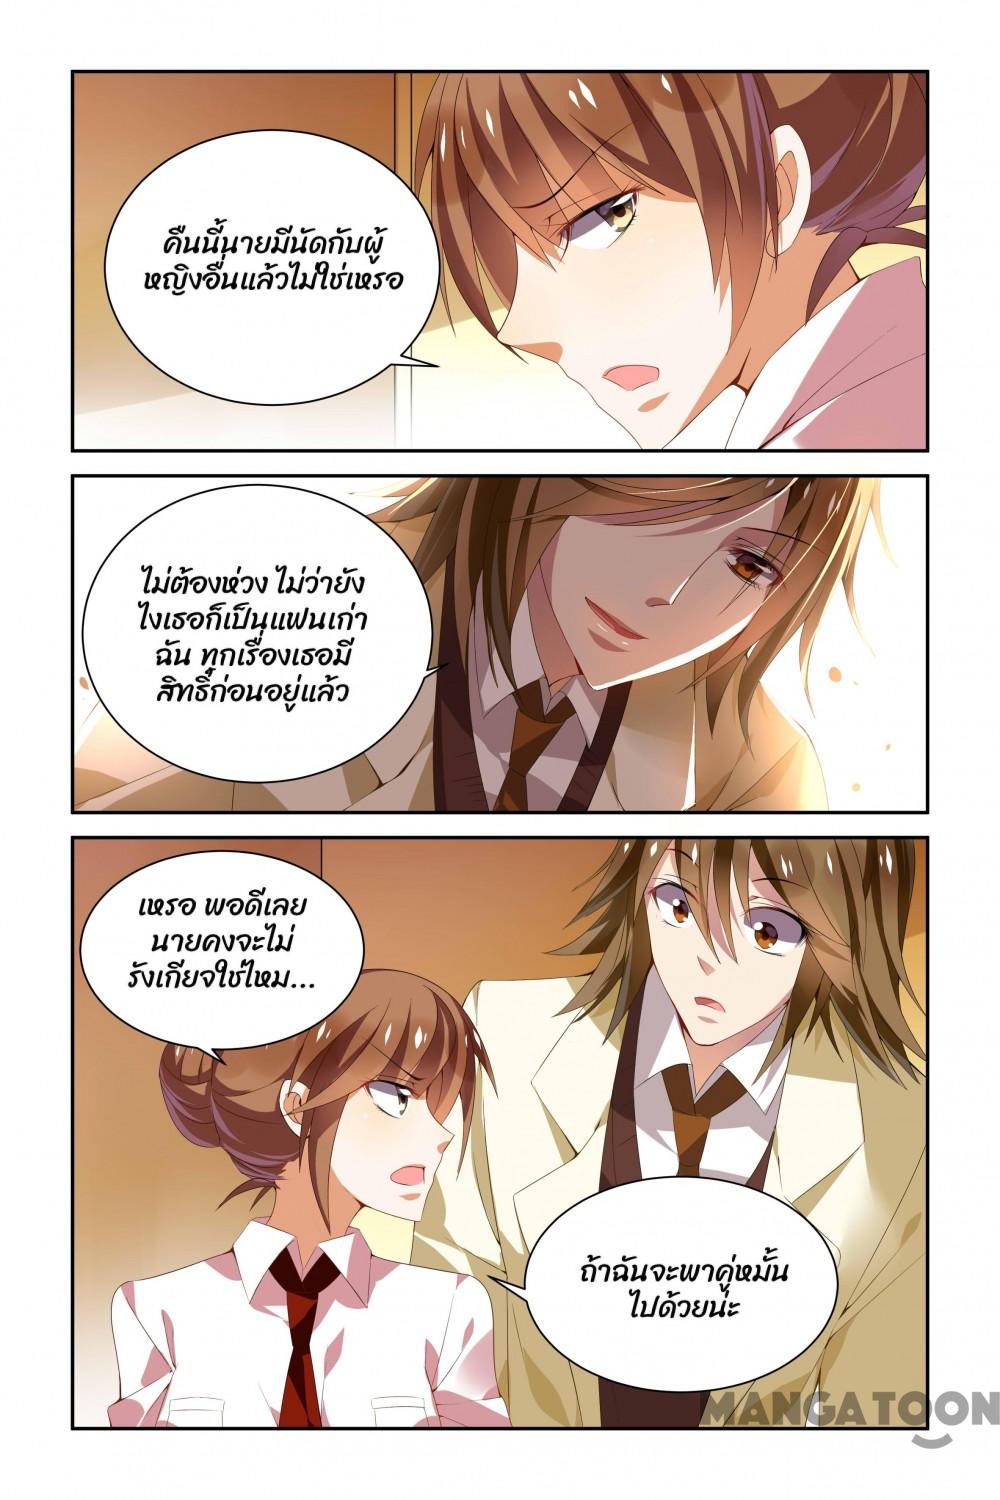 คืนนี้นายมีนัดกับผู้
หญิงอื่นแล้วไม่ใช่เหรอ
ไม่ต้องห่วง ไม่ว่ายัง
ไงเธอก็เป็นแฟนเก่า
ฉัน ทุกเรื่องเธอมี
สิทธิ์ก่อนอยู่แล้ว
เหรอ พอดีเลย
นายคงจะไม่
รังเกียจใช่ไหม...
ถ้าฉันจะพาคู่หมั้น
ไปด้วยน่ะ
MANGATOON